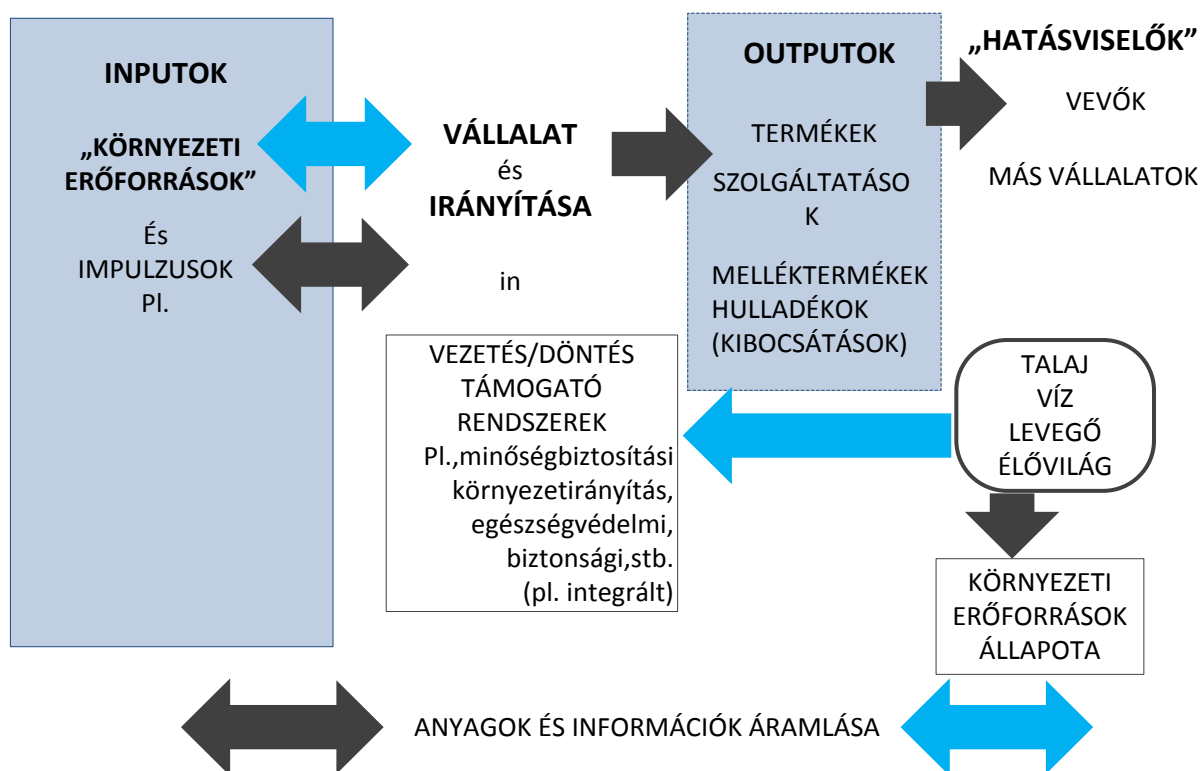 INPUTOK
„KÖRNYEZETI
ERŐFORRÁSOK”
És
IMPULZUSOK
Pl.
VÁLLALAT
és
IRÁNYÍTÁSA
in
VEZETÉS/DÖNTÉS
TÁMOGATÓ
RENDSZEREK
Pl.,minőségbiztosítási
környezetirányítás,
egészségvédelmi,
biztonsági,stb.
(pl. integrált)
OUTPUTOK
TERMÉKEK
SZOLGÁLTATÁSO
K
MELLÉKTERMÉKEK
HULLADÉKOK
(KIBOCSÁTÁSOK)
„HATÁSVISELŐK”
VEVŐK
MÁS VÁLLALATOK
TALAJ
VÍZ
LEVEGŐ
ÉLŐVILÁG
KÖRNYEZETI
ERŐFORRÁSOK
ÁLLAPOTA
ANYAGOK ÉS INFORMÁCIÓK ÁRAMLÁSA